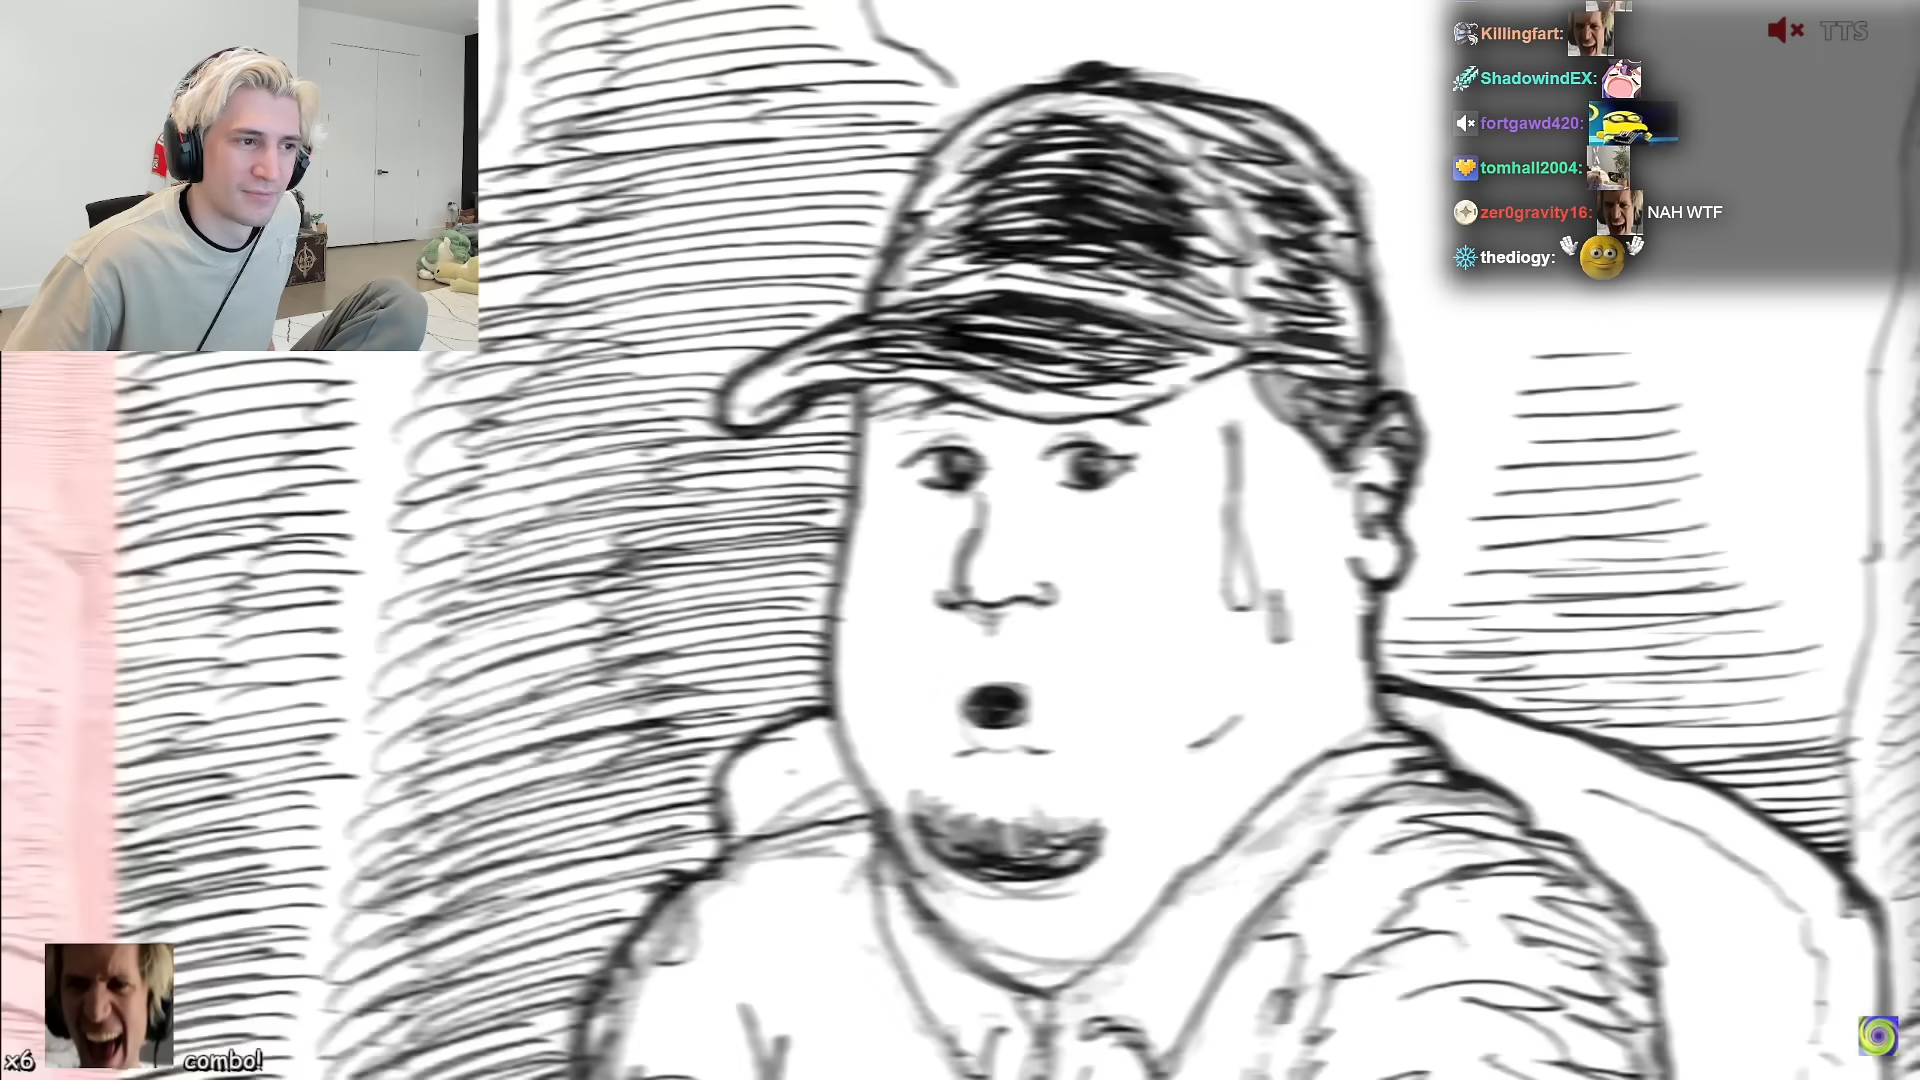 Killingfart:
TTS
ShadowindEX:
fortgawd420:
tomhall2004:
zer0gravity16: NAH WTF
thediogy:
x6 combo!